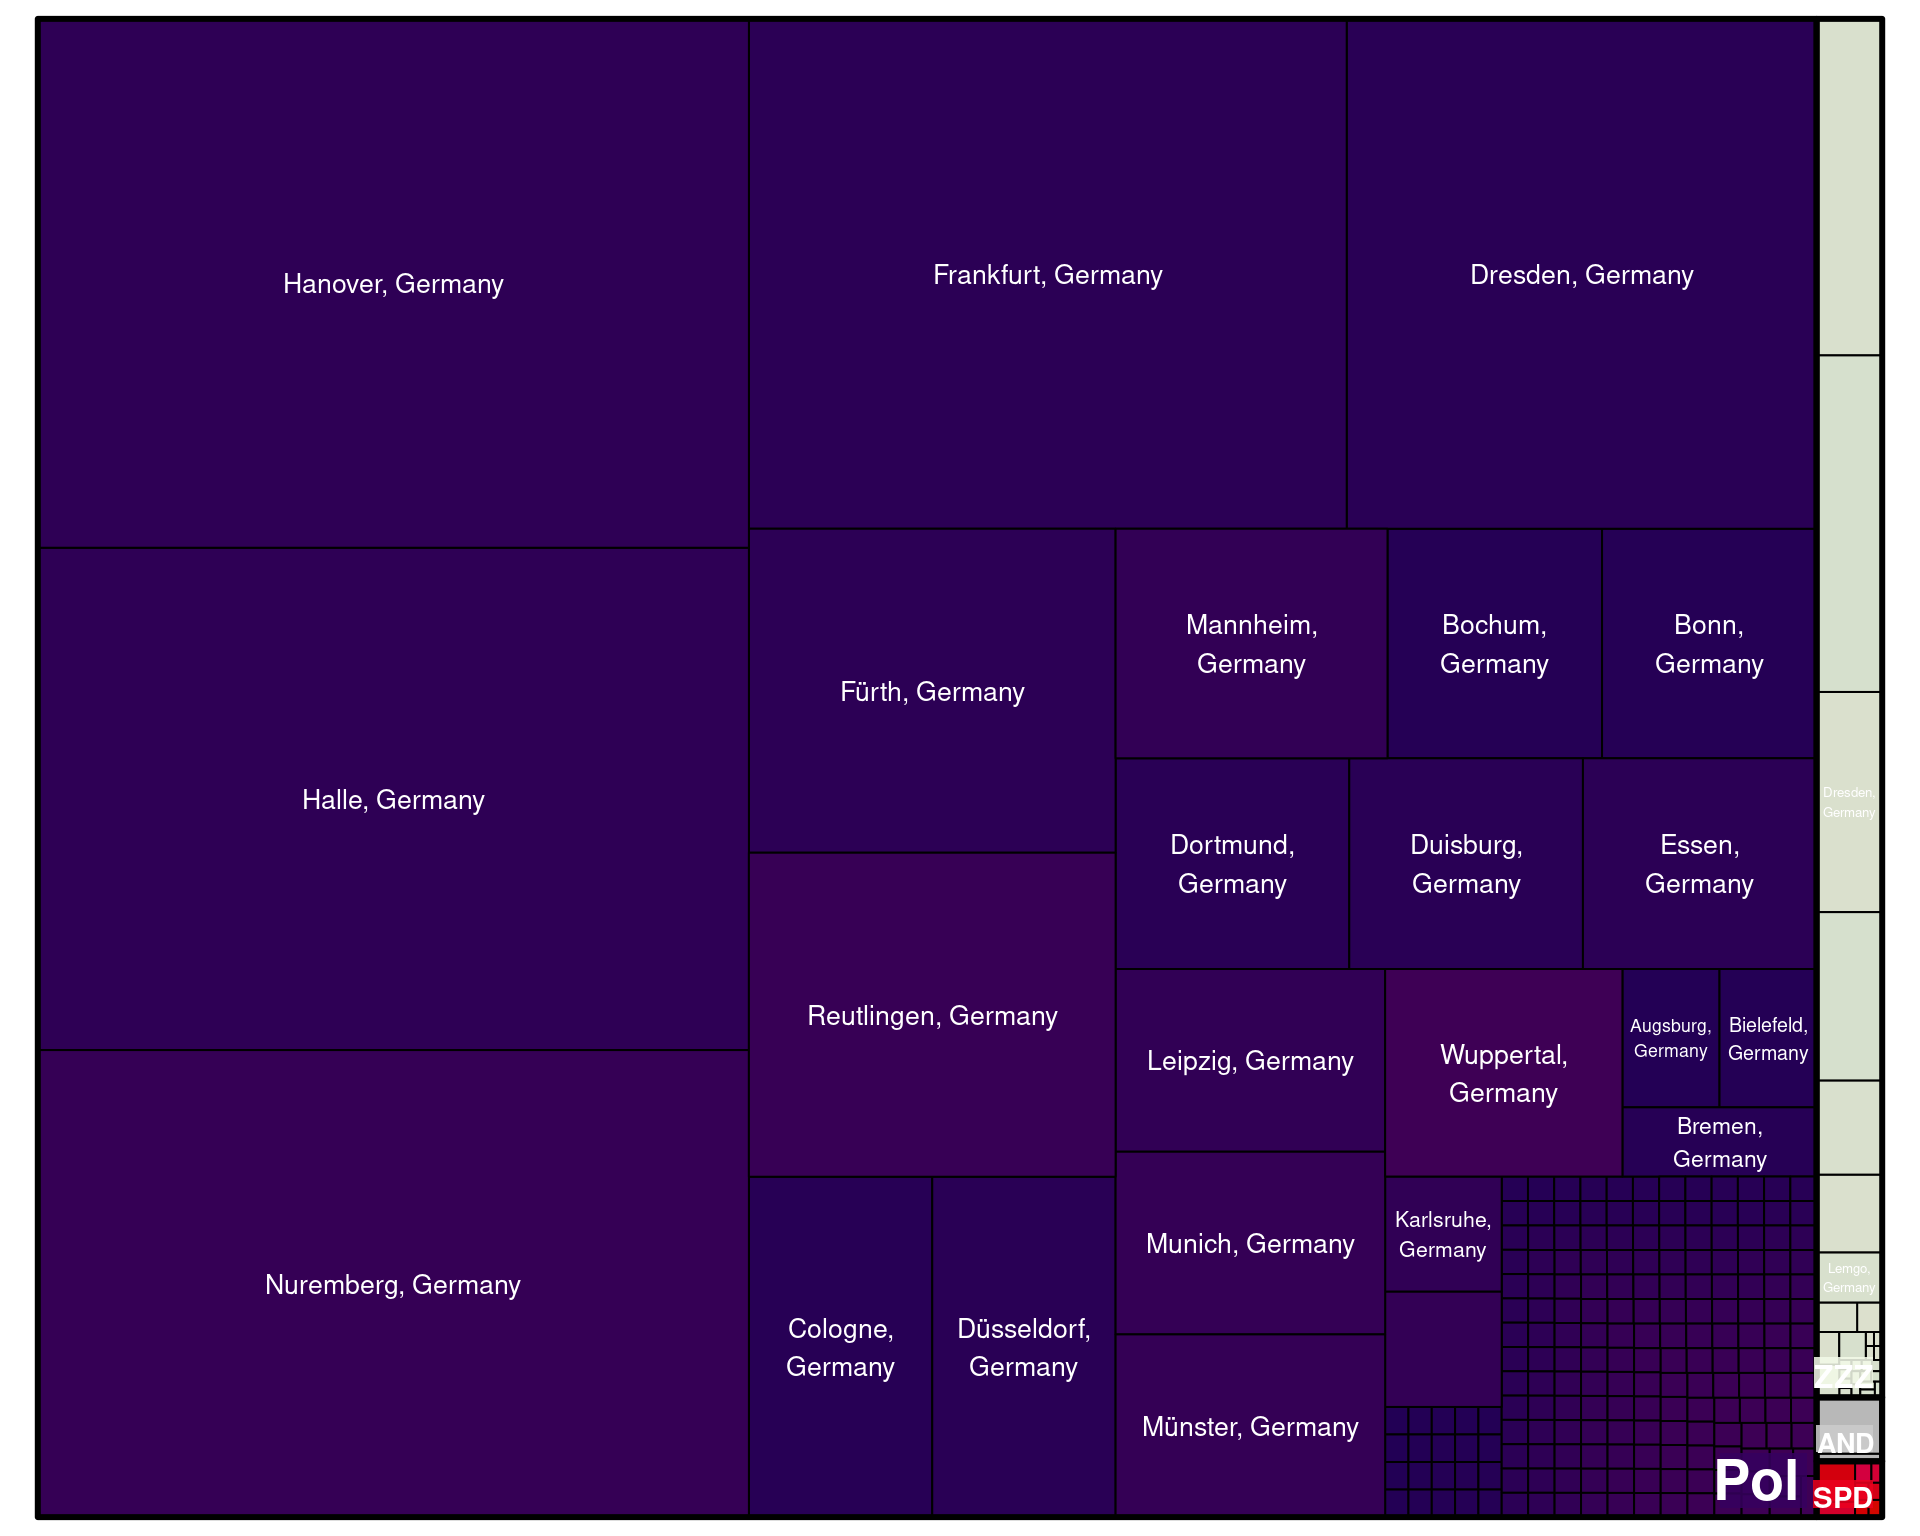 Hanover, Germany
Frankfurt, Germany
Dresden, Germany
Halle, Germany
Nuremberg, Germany
Fürth, Germany
Reutlingen, Germany
Cologne,
Germany
Düsseldorf,
Germany
Mannheim,
Germany
Bochum,
Germany
Bonn,
Germany
Dortmund,
Germany
Duisburg,
Germany
Essen,
Germany
Leipzig, Germany
Munich, Germany
Münster, Germany
Wuppertal,
Germany
Augsburg,
Germany
Bielefeld,
Germany
Bremen,
Germany
Karlsruhe,
Germany
Pol
Dresden,
Germany
Lemgo,
Germany
ZZZ
AND
SPD